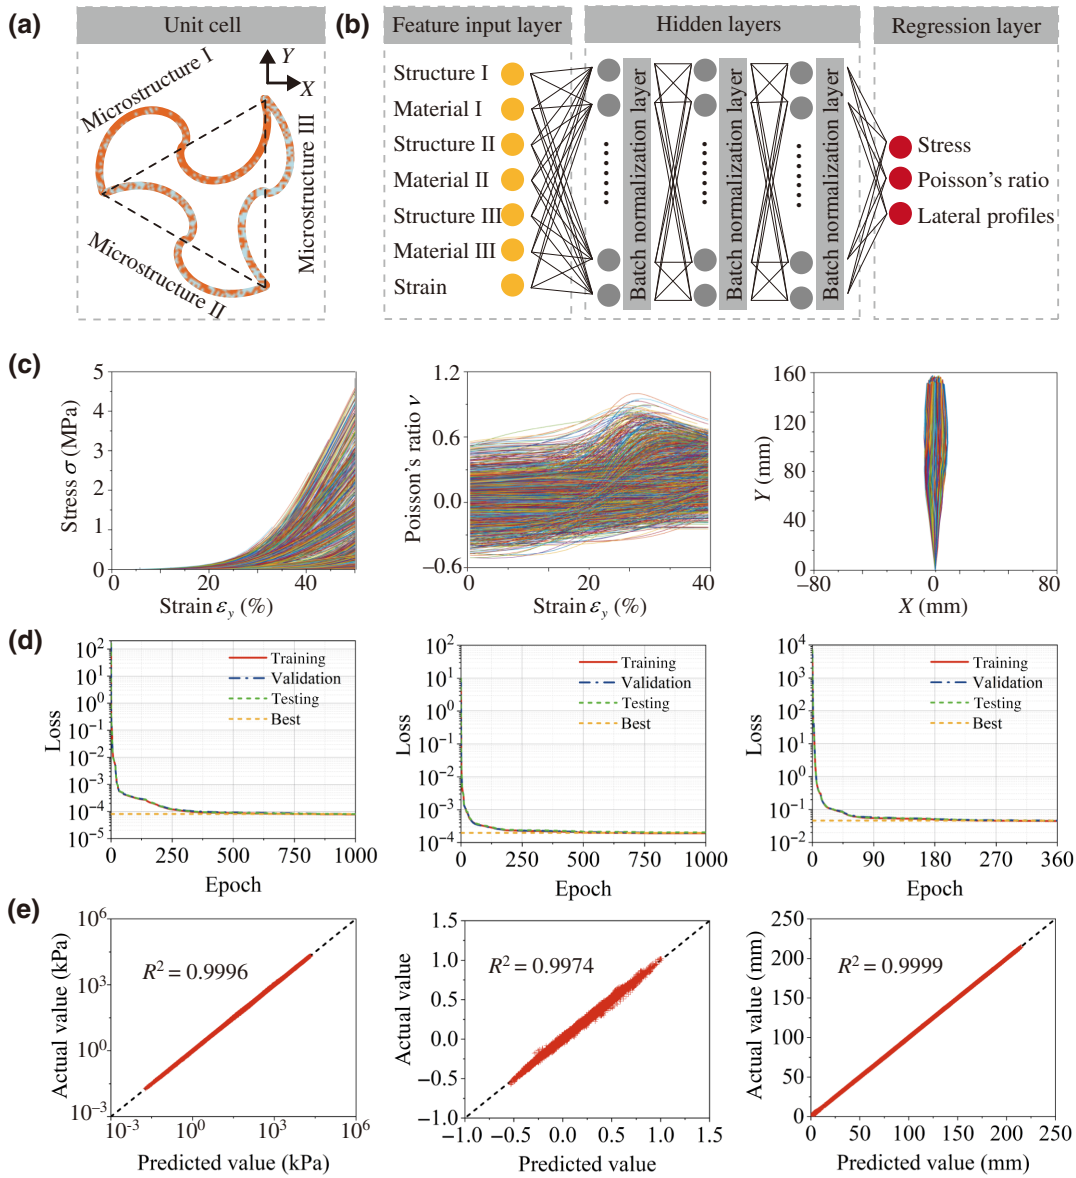 (a)
Unit cell
Microstructure I
Y
X
Microstructure III
Microstructure II
(b)
Feature input layer
Hidden layers
Regression layer
Structure I
Material I
Structure II
Material II
Structure III
Material III
Strain
Batch normalization layer
Batch normalization layer
Batch normalization layer
Stress
Poisson's ratio
Lateral profiles
(c)
Stress σ (MPa)
5
4
3
2
1
0
0 20 40
Strain ε_y (%)
Poisson's ratio ν
1.2
0.6
0.0
−0.6
0 20 40
Strain ε_y (%)
Y (mm)
160
120
80
40
0
−80 0 80
X (mm)
(d)
Loss
10^2
10^1
10^0
10^−1
10^−2
10^−3
10^−4
10^−5
Training
Validation
Testing
Best
0 250 500 750 1000
Epoch
Loss
10^2
10^1
10^0
10^−1
10^−2
10^−3
10^−4
Training
Validation
Testing
Best
0 250 500 750 1000
Epoch
Loss
10^4
10^3
10^2
10^1
10^0
10^−1
10^−2
Training
Validation
Testing
Best
0 90 180 270 360
Epoch
(e)
Actual value (kPa)
10^6
10^3
10^0
10^−3
R^2 = 0.9996
10^−3 10^0 10^3 10^6
Predicted value (kPa)
Actual value
1.5
1.0
0.5
0.0
−0.5
−1.0
R^2 = 0.9974
−1.0 −0.5 0.0 0.5 1.0 1.5
Predicted value
Actual value (mm)
250
200
150
100
50
0
R^2 = 0.9999
0 50 100 150 200 250
Predicted value (mm)